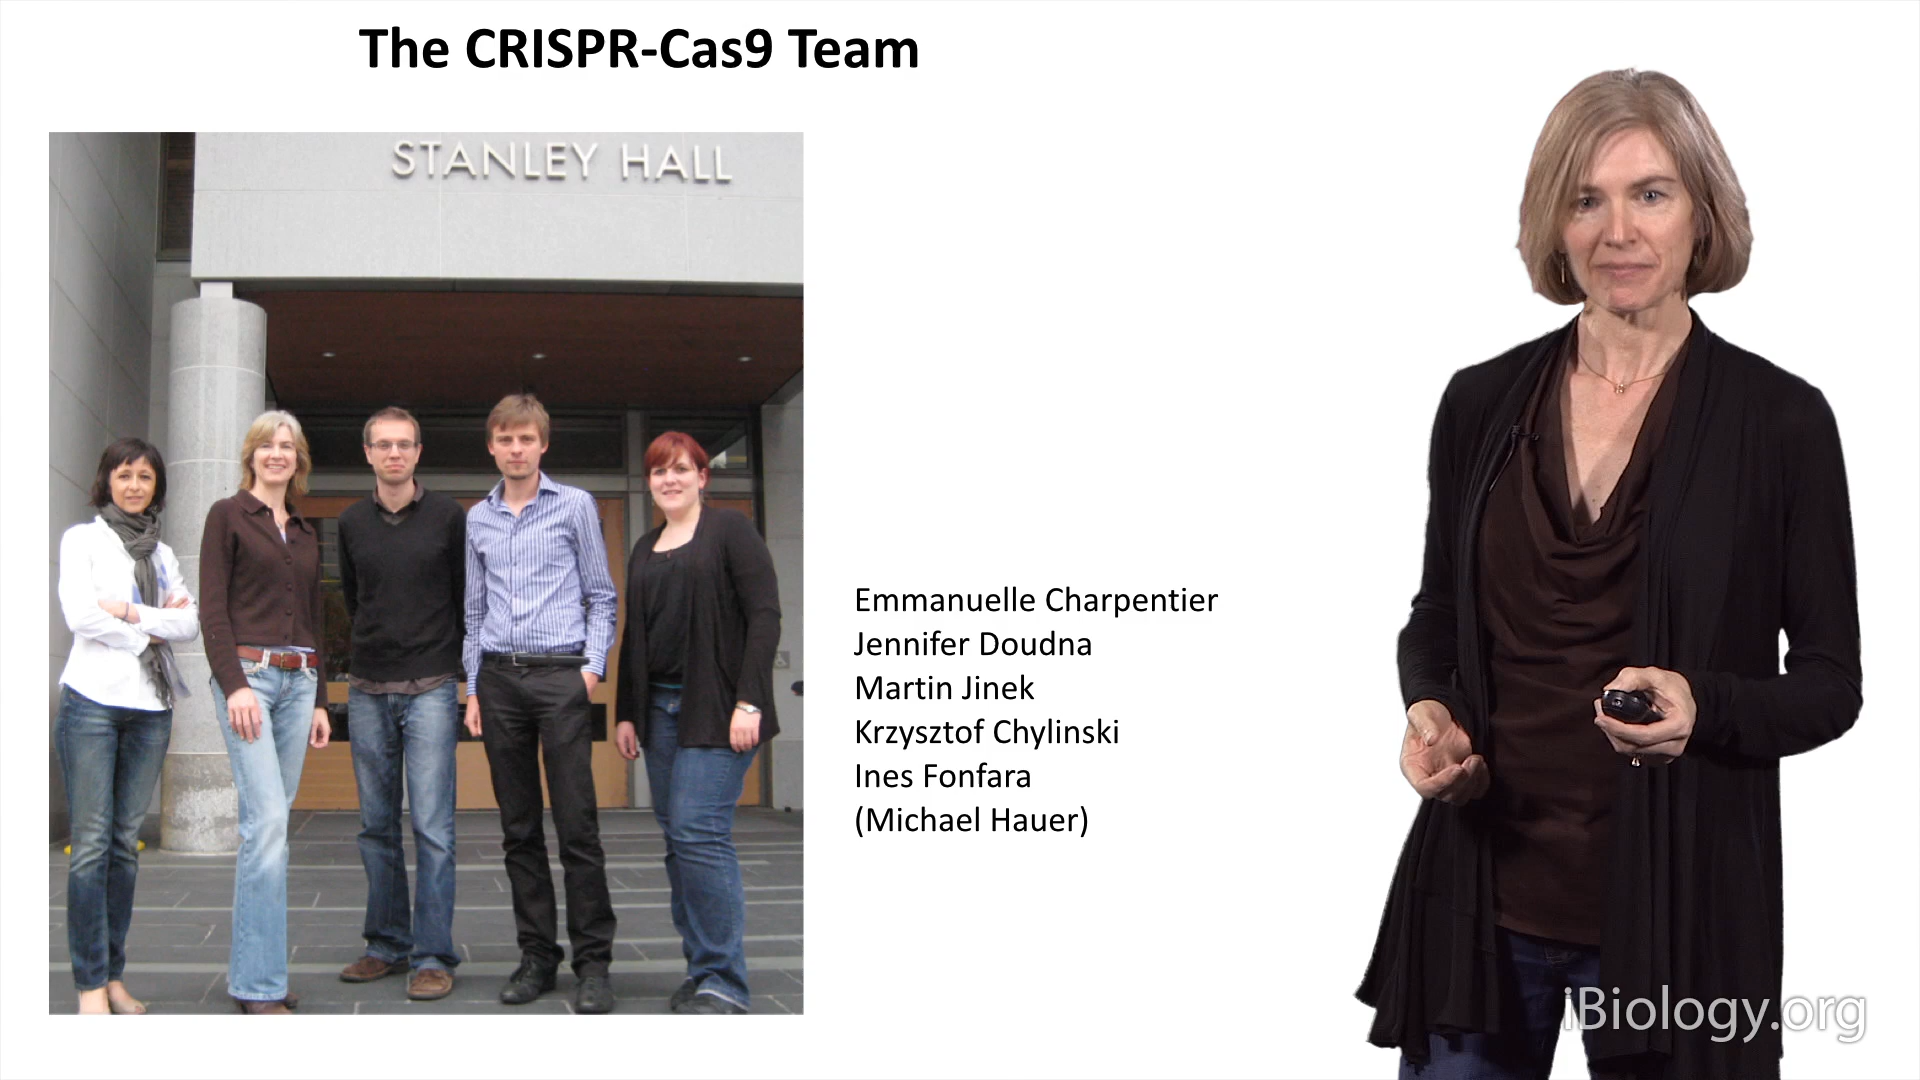 The CRISPR-Cas9 Team
STANLEY HALL
Emmanuelle Charpentier
Jennifer Doudna
Martin Jinek
Krzysztof Chylinski
Ines Fonfara
(Michael Hauer)
iBiology.org